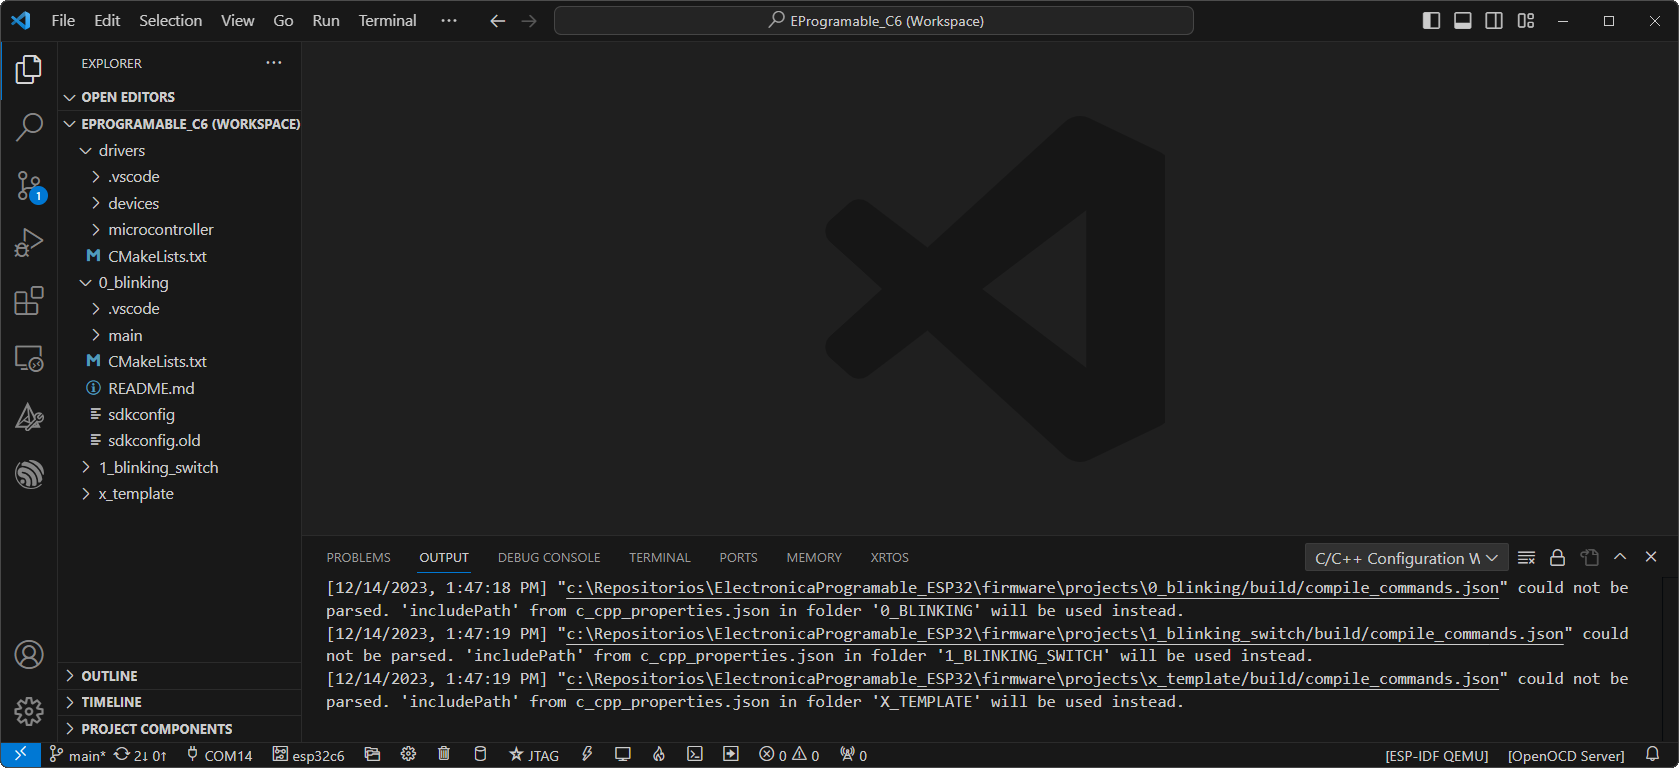 File Edit Selection View Go Run Terminal ··· EProgramable_C6 (Workspace)
EXPLORER ···
OPEN EDITORS
EPROGRAMABLE_C6 (WORKSPACE)
drivers
.vscode
devices
microcontroller
CMakeLists.txt
0_blinking
.vscode
main
CMakeLists.txt
README.md
sdkconfig
sdkconfig.old
1_blinking_switch
x_template
OUTLINE
TIMELINE
PROJECT COMPONENTS
1
PROBLEMS OUTPUT DEBUG CONSOLE TERMINAL PORTS MEMORY XRTOS C/C++ Configuration W
[12/14/2023, 1:47:18 PM] "c:\Repositorios\ElectronicaProgramable_ESP32\firmware\projects\0_blinking/build/compile_commands.json" could not be
parsed. 'includePath' from c_cpp_properties.json in folder '0_BLINKING' will be used instead.
[12/14/2023, 1:47:19 PM] "c:\Repositorios\ElectronicaProgramable_ESP32\firmware\projects\1_blinking_switch/build/compile_commands.json" could
not be parsed. 'includePath' from c_cpp_properties.json in folder '1_BLINKING_SWITCH' will be used instead.
[12/14/2023, 1:47:19 PM] "c:\Repositorios\ElectronicaProgramable_ESP32\firmware\projects\x_template/build/compile_commands.json" could not be
parsed. 'includePath' from c_cpp_properties.json in folder 'X_TEMPLATE' will be used instead.
main* 2↓ 0↑ COM14 esp32c6 JTAG 0 0 0 [ESP-IDF QEMU] [OpenOCD Server]